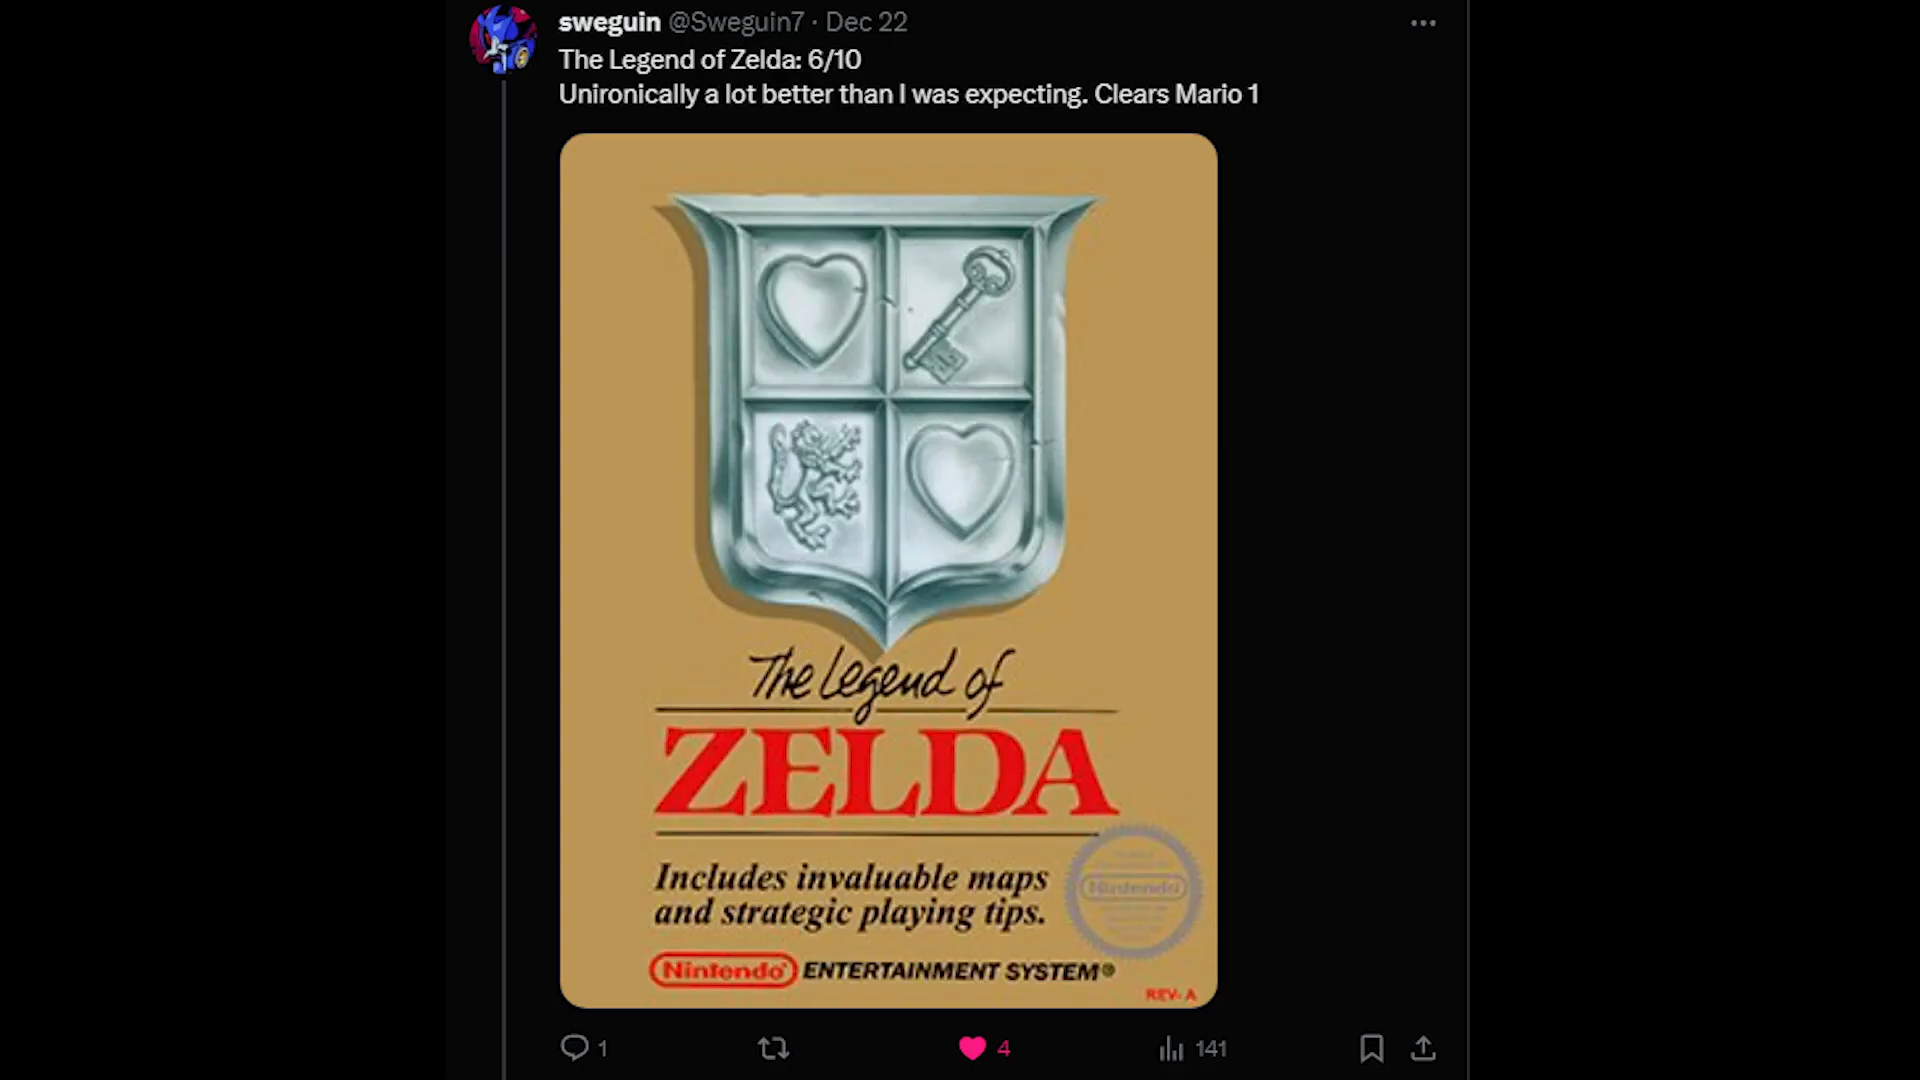 sweguin @Sweguin7 · Dec 22
The Legend of Zelda: 6/10
Unironically a lot better than I was expecting. Clears Mario 1
The Legend of
ZELDA
Includes invaluable maps
and strategic playing tips.
Nintendo
Nintendo ENTERTAINMENT SYSTEM®
REV-A
1
4
141